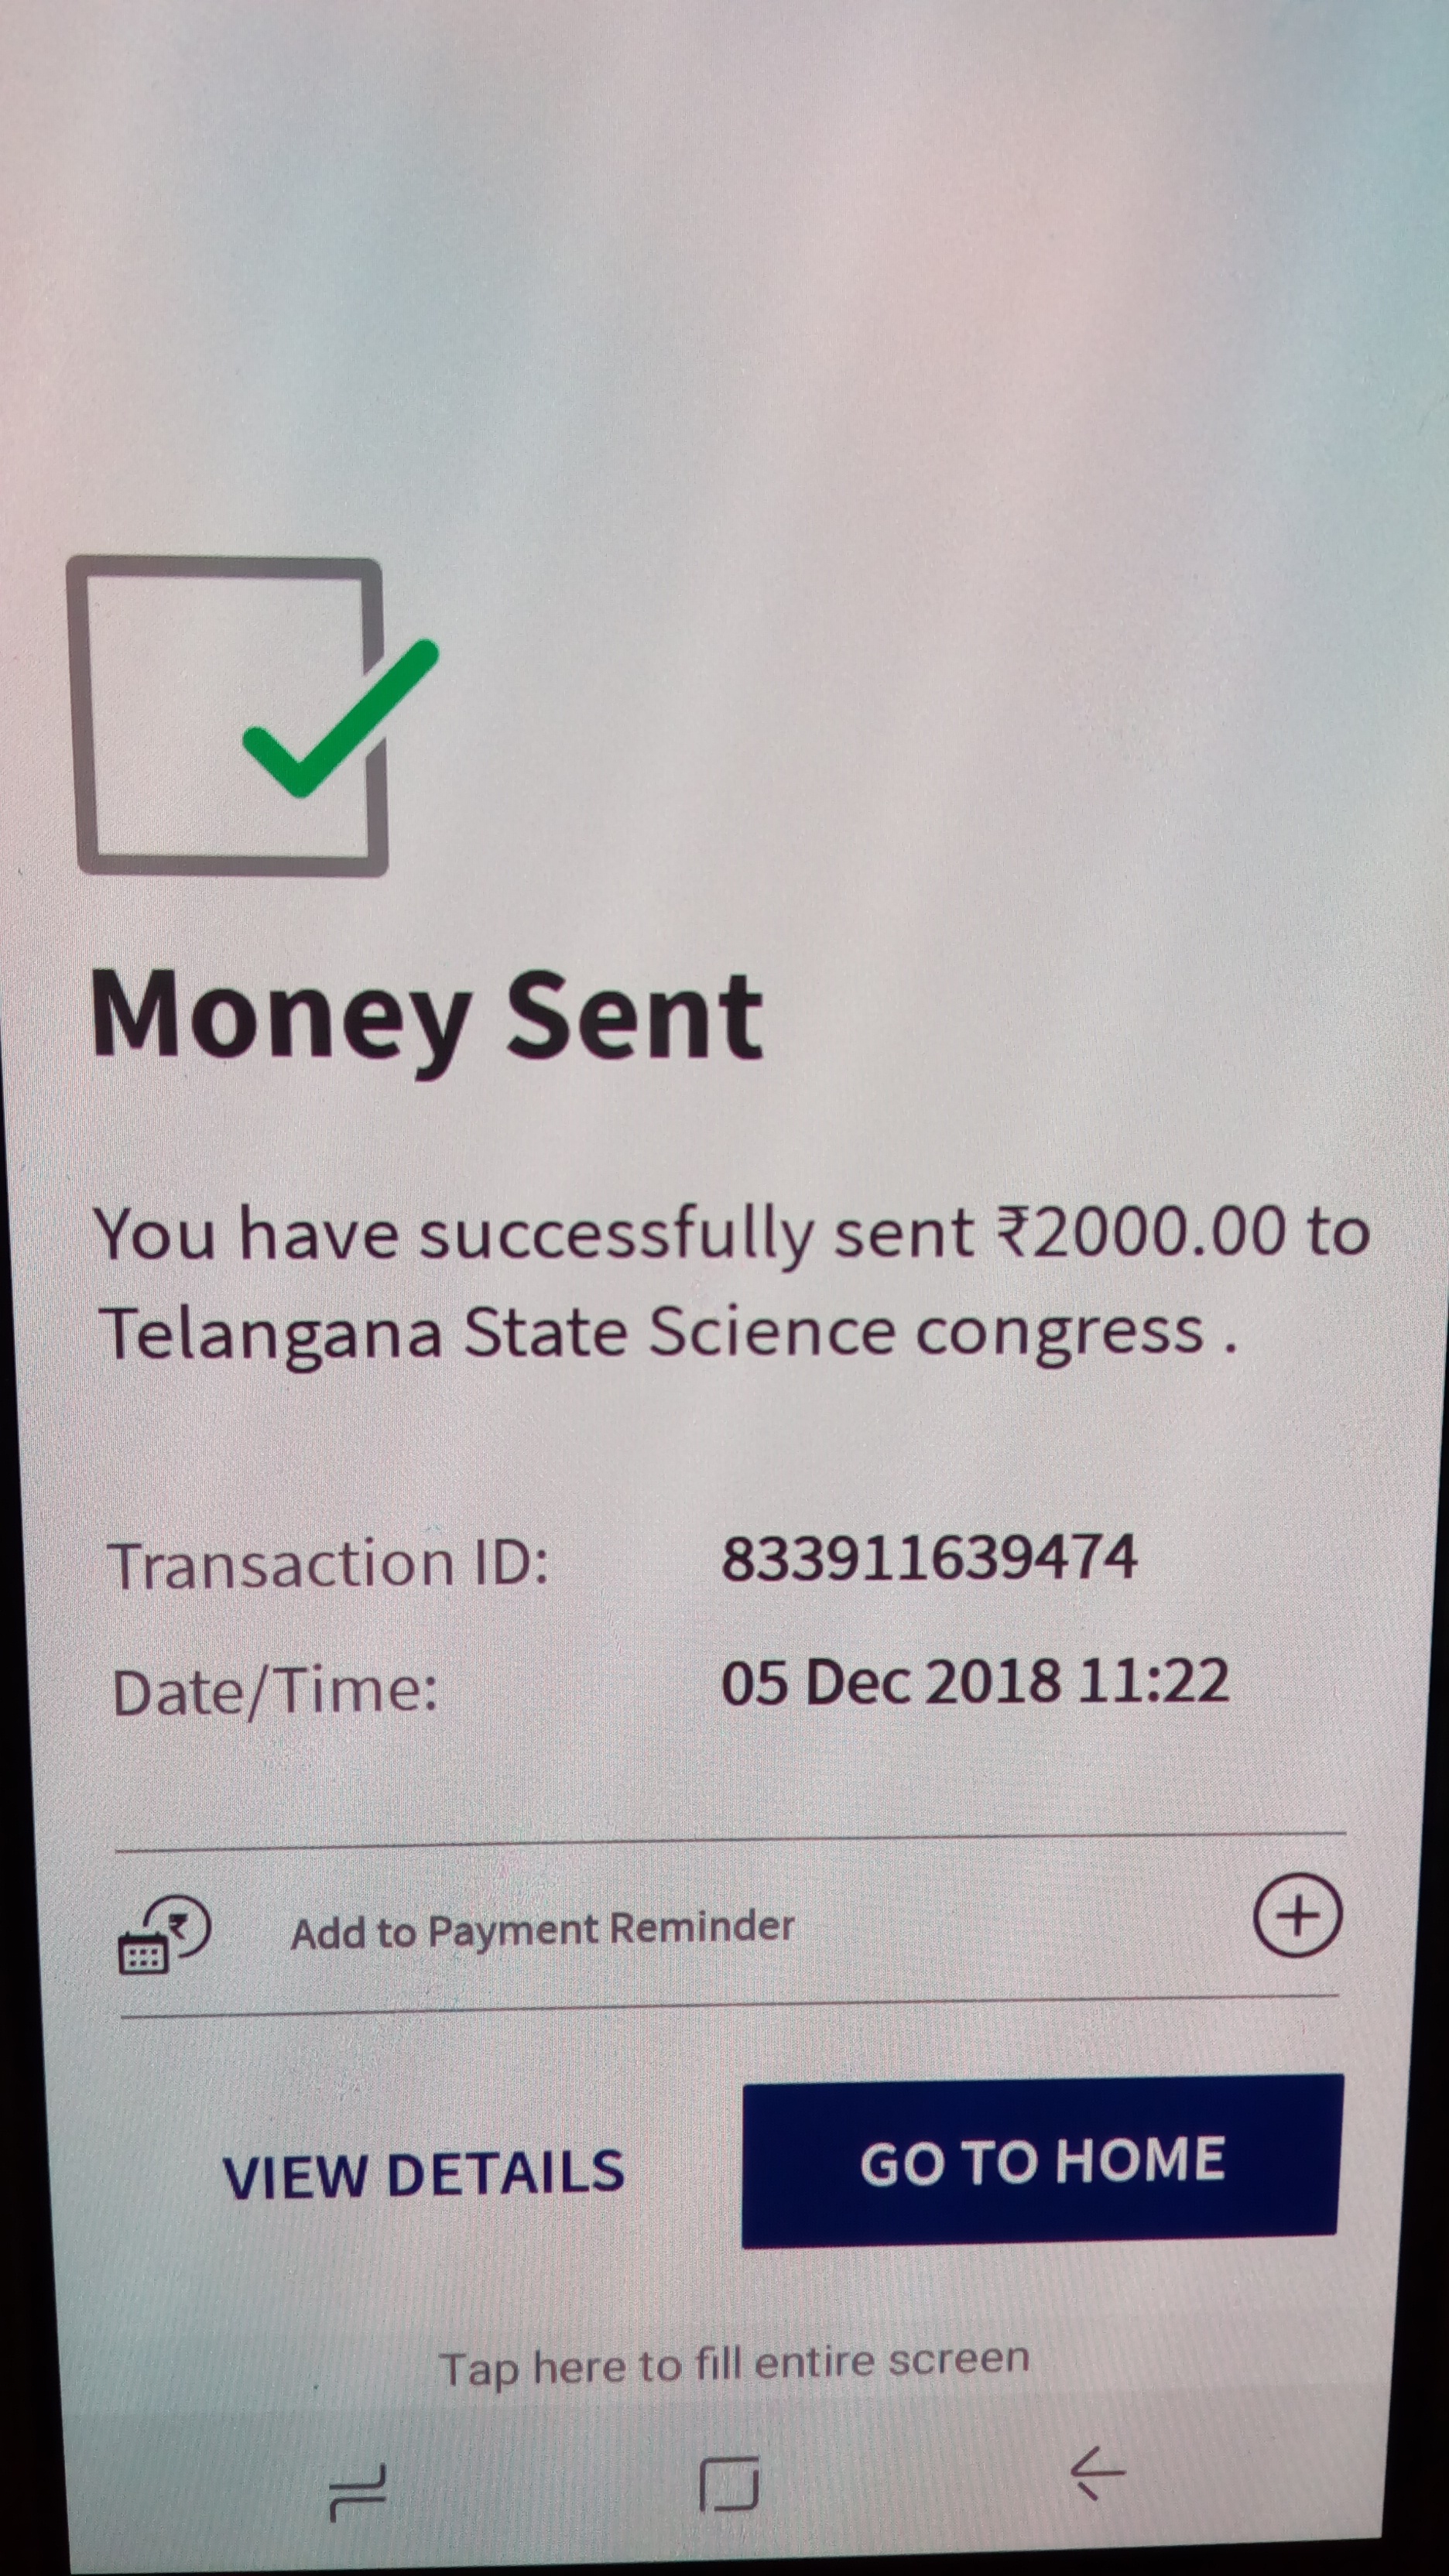 Money Sent
You have successfully sent ₹2000.00 to
Telangana State Science congress .
Transaction ID: 833911639474
Date/Time: 05 Dec 2018 11:22
₹
Add to Payment Reminder
VIEW DETAILS
GO TO HOME
Tap here to fill entire screen